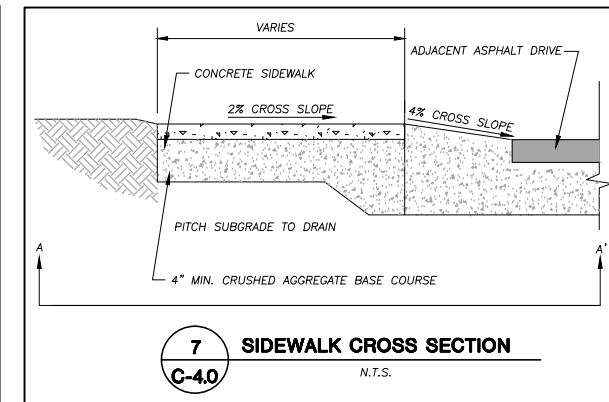 VARIES
ADJACENT ASPHALT DRIVE
CONCRETE SIDEWALK
2% CROSS SLOPE
4% CROSS SLOPE
PITCH SUBGRADE TO DRAIN
A
A'
4" MIN. CRUSHED AGGREGATE BASE COURSE
7
SIDEWALK CROSS SECTION
C-4.0
N.T.S.